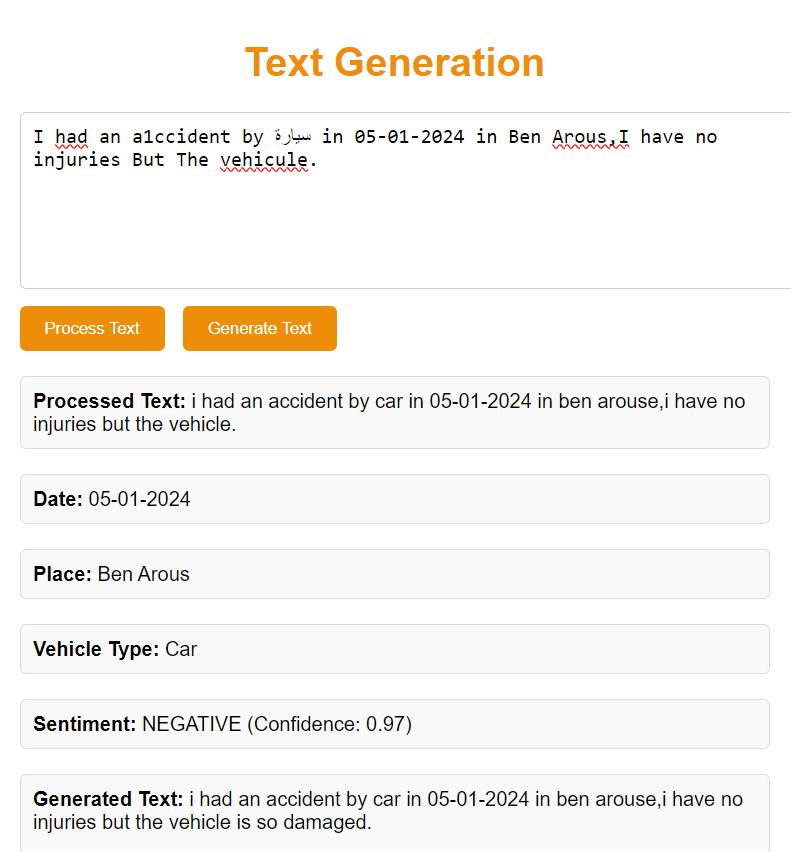 Text Generation
I had an a1ccident by سيارة in 05-01-2024 in Ben Arous,I have no
injuries But The vehicule.
Process Text
Generate Text
Processed Text: i had an accident by car in 05-01-2024 in ben arouse,i have no
injuries but the vehicle.
Date: 05-01-2024
Place: Ben Arous
Vehicle Type: Car
Sentiment: NEGATIVE (Confidence: 0.97)
Generated Text: i had an accident by car in 05-01-2024 in ben arouse,i have no
injuries but the vehicle is so damaged.